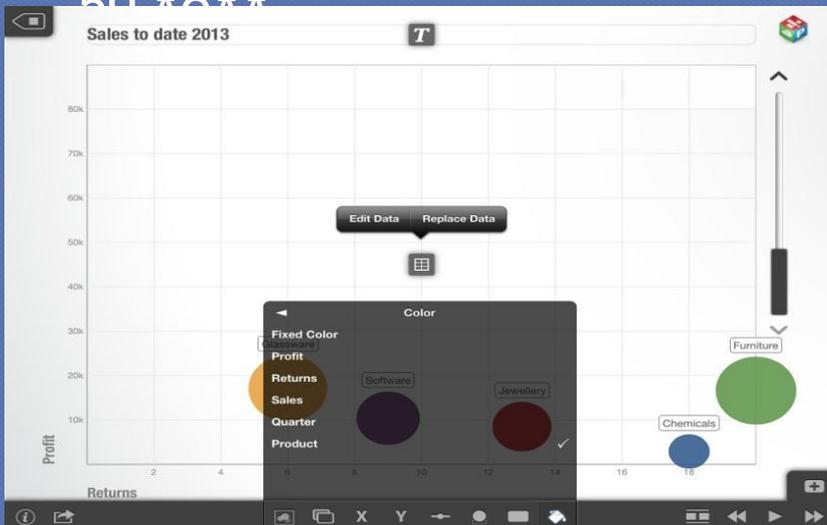 Sales to date 2013
T
80k
70k
60k
50k
40k
30k
20k
10k
Edit Data Replace Data
Color
Fixed Color
Profit
Returns
Sales
Quarter
Product
Glassware
Software
Jewellery
Chemicals
Furniture
Profit
2 4 6 8 10 12 14 16 18
Returns
X Y